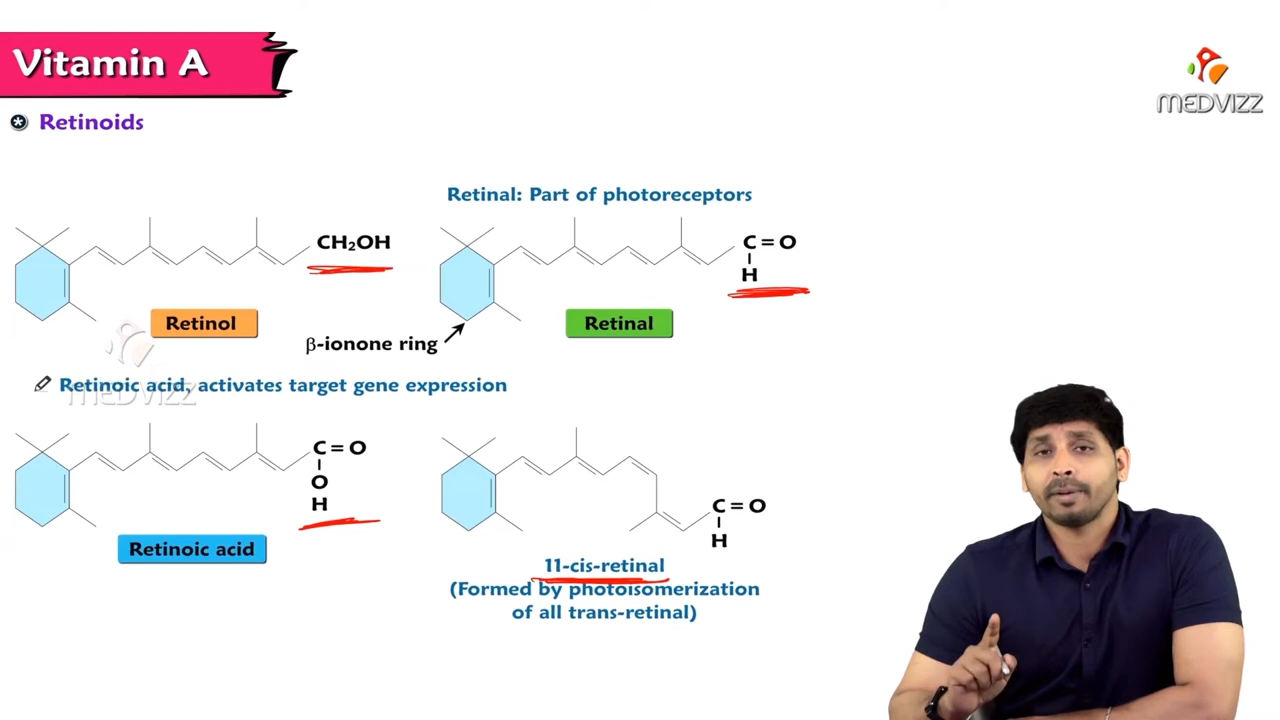 Vitamin A
MEDVIZZ
Retinoids
Retinal: Part of photoreceptors
CH₂OH
C=O
H
Retinol
Retinal
β-ionone ring
Retinoic acid, activates target gene expression
MEDVIZZ
C=O
O
H
C=O
H
Retinoic acid
11-cis-retinal
(Formed by photoisomerization
of all trans-retinal)